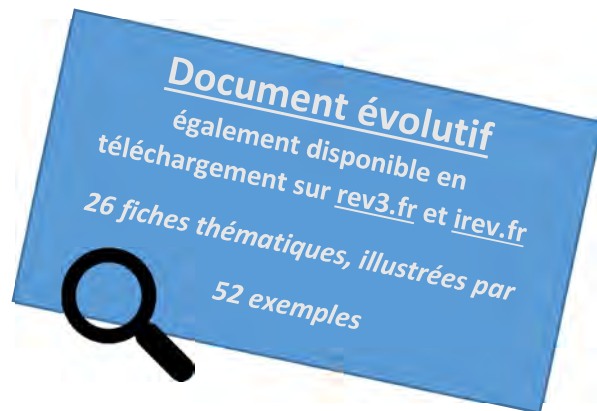 Document évolutif
également disponible en
téléchargement sur rev3.fr et irev.fr
26 fiches thématiques, illustrées par
52 exemples